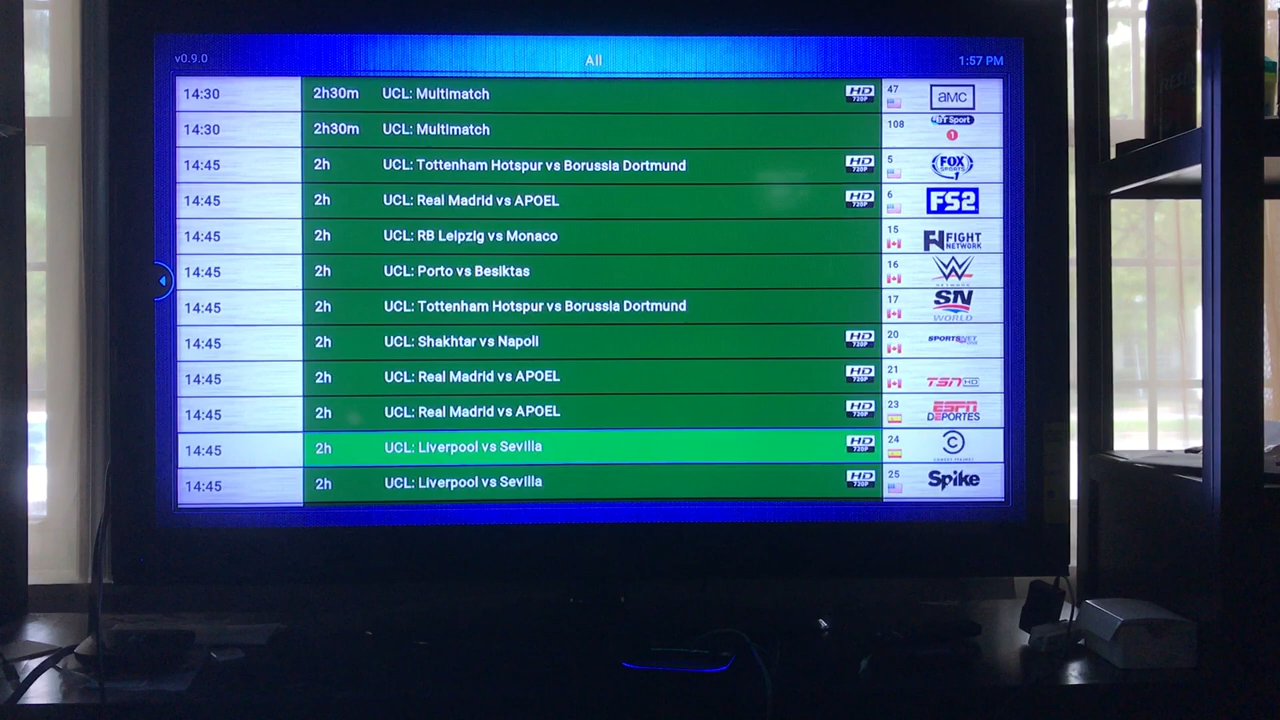 v0.9.0 All 1:57 PM
14:30 2h30m UCL: Multimatch HD 720P 47 aMC
14:30 2h30m UCL: Multimatch 108 BT Sport 1
14:45 2h UCL: Tottenham Hotspur vs Borussia Dortmund HD 720P 5 FOX SPORTS 1
14:45 2h UCL: Real Madrid vs APOEL HD 720P 6 FS2
14:45 2h UCL: RB Leipzig vs Monaco 15 FN FIGHT NETWORK
14:45 2h UCL: Porto vs Besiktas 16 W NETWORK
14:45 2h UCL: Tottenham Hotspur vs Borussia Dortmund 17 SN WORLD
14:45 2h UCL: Shakhtar vs Napoli HD 720P 20 SPORTSNET
14:45 2h UCL: Real Madrid vs APOEL HD 720P 21 TSN HD
14:45 2h UCL: Real Madrid vs APOEL HD 720P 23 ESPN DEPORTES
14:45 2h UCL: Liverpool vs Sevilla HD 720P 24
14:45 2h UCL: Liverpool vs Sevilla HD 720P 25 Spike